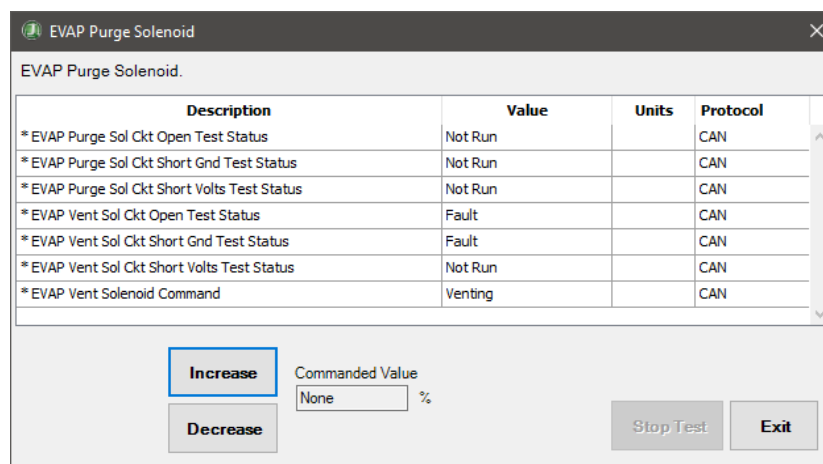 EVAP Purge Solenoid
EVAP Purge Solenoid.
Description Value Units Protocol
* EVAP Purge Sol Ckt Open Test Status Not Run CAN
* EVAP Purge Sol Ckt Short Gnd Test Status Not Run CAN
* EVAP Purge Sol Ckt Short Volts Test Status Not Run CAN
* EVAP Vent Sol Ckt Open Test Status Fault CAN
* EVAP Vent Sol Ckt Short Gnd Test Status Fault CAN
* EVAP Vent Sol Ckt Short Volts Test Status Not Run CAN
* EVAP Vent Solenoid Command Venting CAN
Increase Commanded Value
None %
Decrease Stop Test Exit